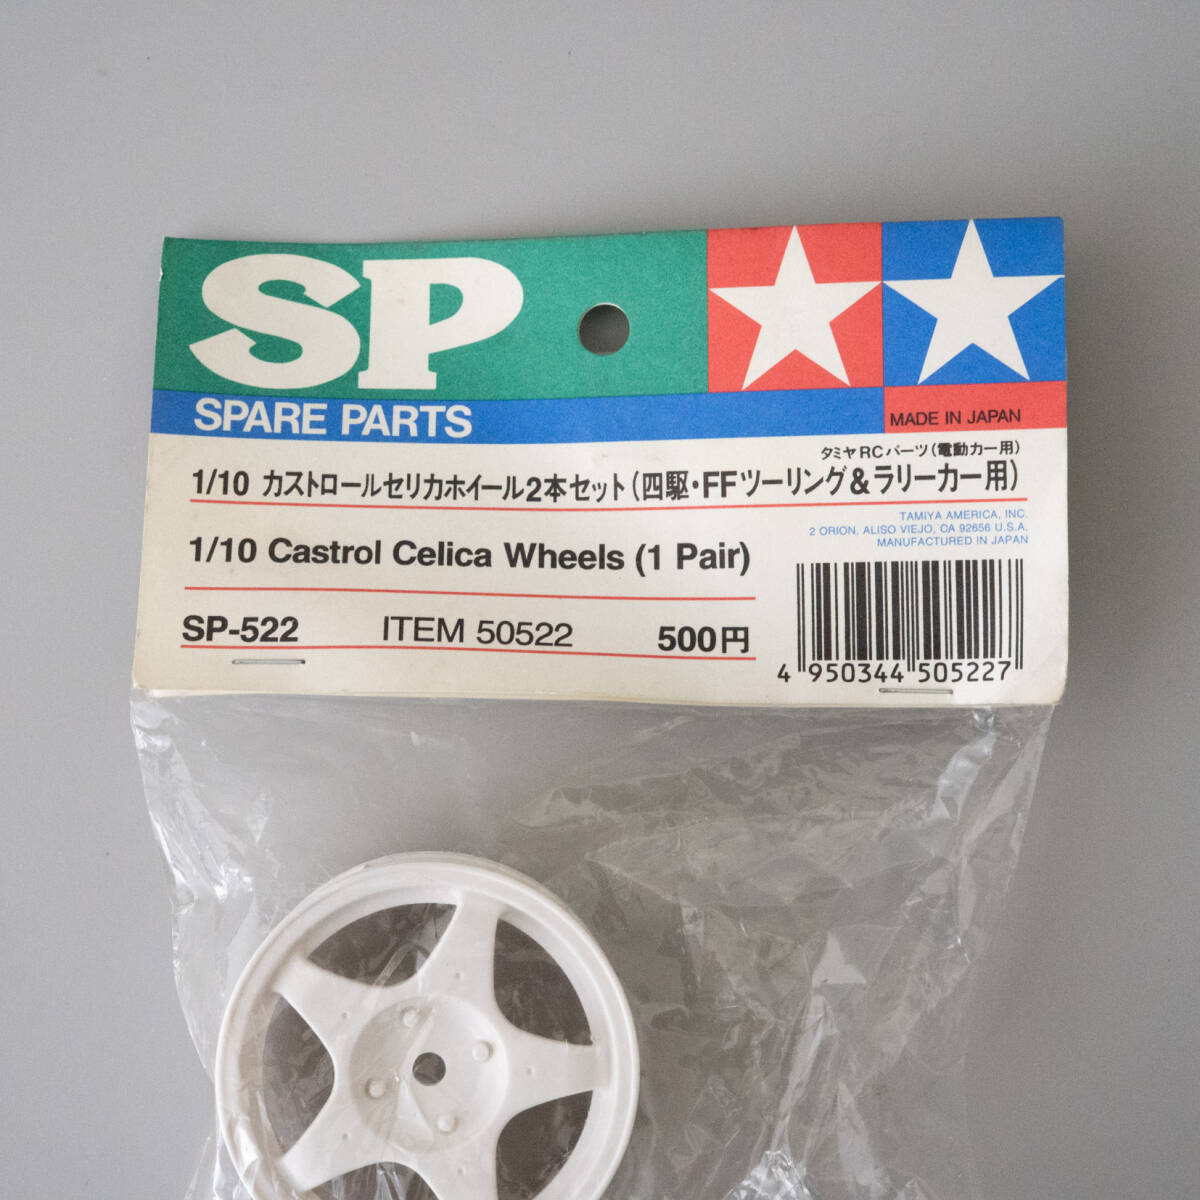 SP
SPARE PARTS
MADE IN JAPAN
タミヤRCパーツ(電動カー用)
1/10 カストロールセリカホイール2本セット(四駆・FFツーリング&ラリーカー用)
TAMIYA AMERICA, INC.
2 ORION, ALISO VIEJO, CA 92656 U.S.A.
MANUFACTURED IN JAPAN
1/10 Castrol Celica Wheels (1 Pair)
SP-522 ITEM 50522 500円
4 950344 505227